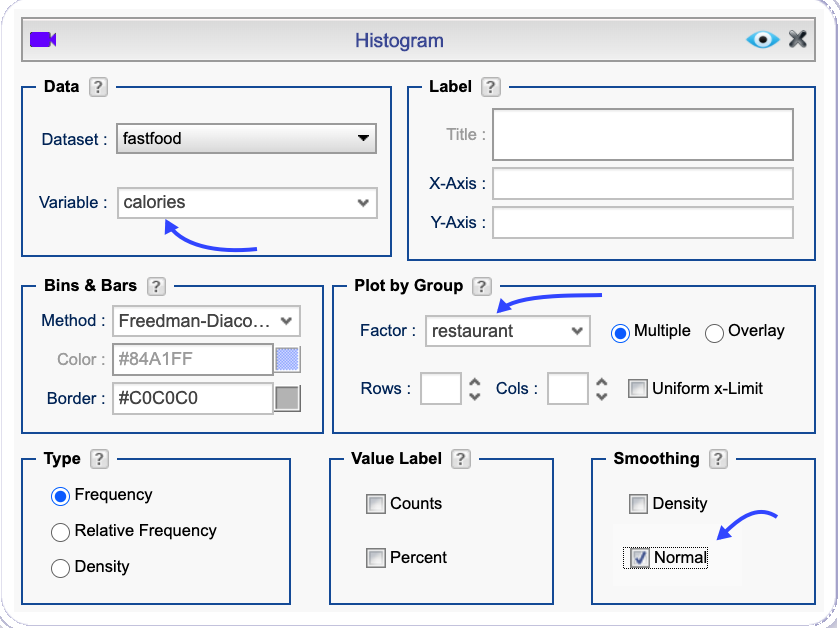 Histogram
Data ?
Dataset : fastfood
Variable : calories
Label ?
Title :
X-Axis :
Y-Axis :
Bins & Bars ?
Method : Freedman-Diaco...
Color : #84A1FF
Border : #C0C0C0
Plot by Group ?
Factor : restaurant Multiple Overlay
Rows : Cols : Uniform x-Limit
Type ?
Frequency
Relative Frequency
Density
Value Label ?
Counts
Percent
Smoothing ?
Density
Normal